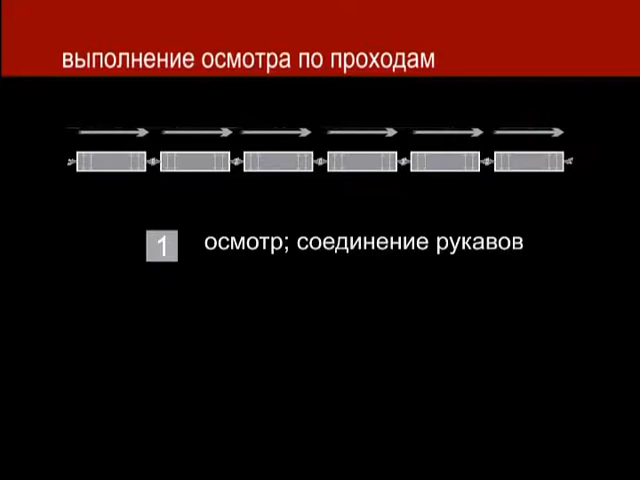 выполнение осмотра по проходам
1 осмотр; соединение рукавов